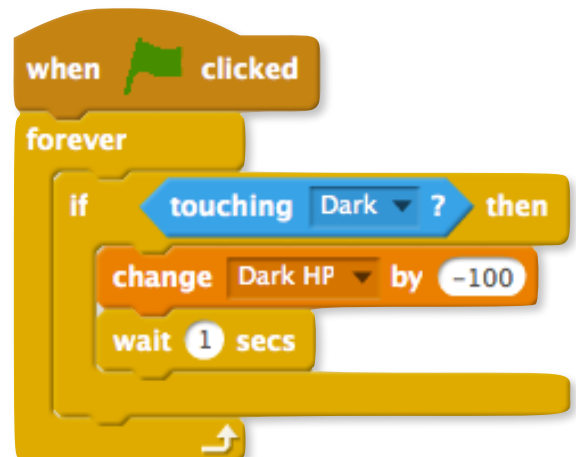 when clicked
forever
if touching Dark ? then
change Dark HP by -100
wait 1 secs